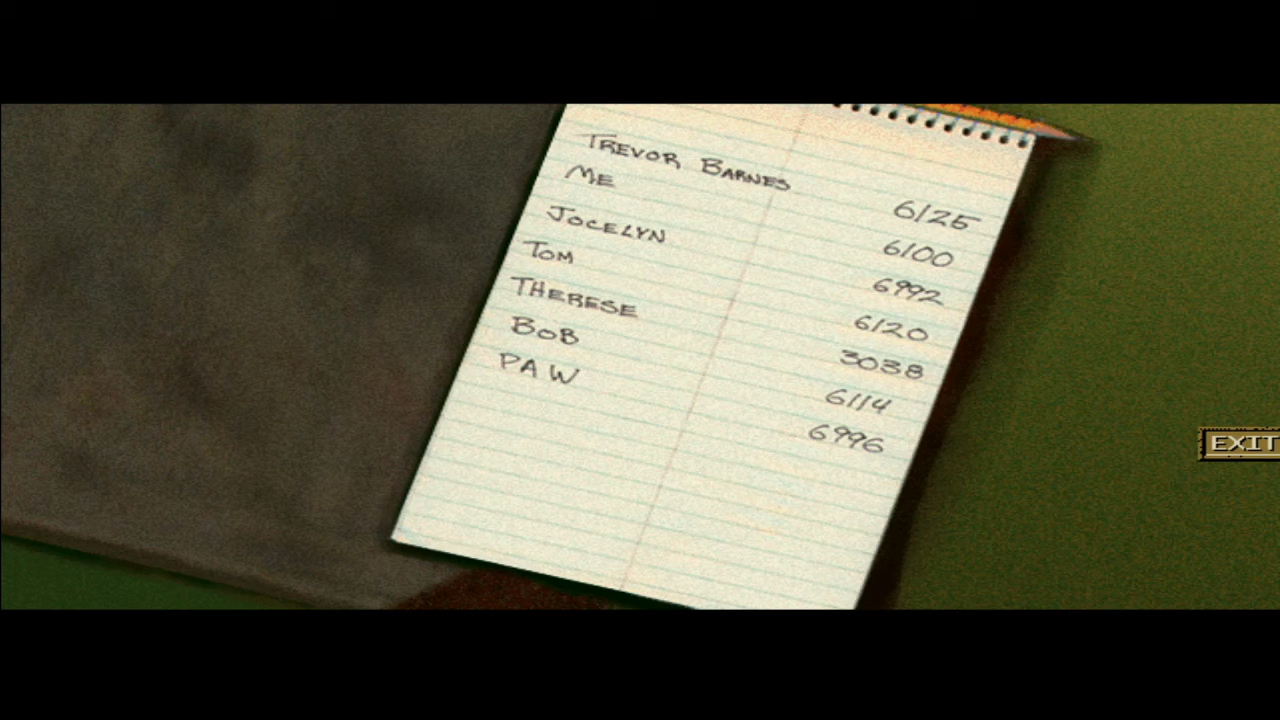 TREVOR BARNES 6125
ME 6100
JOCELYN 6992
TOM 6120
THERESE 3038
BOB 6114
PAW 6996
EXIT